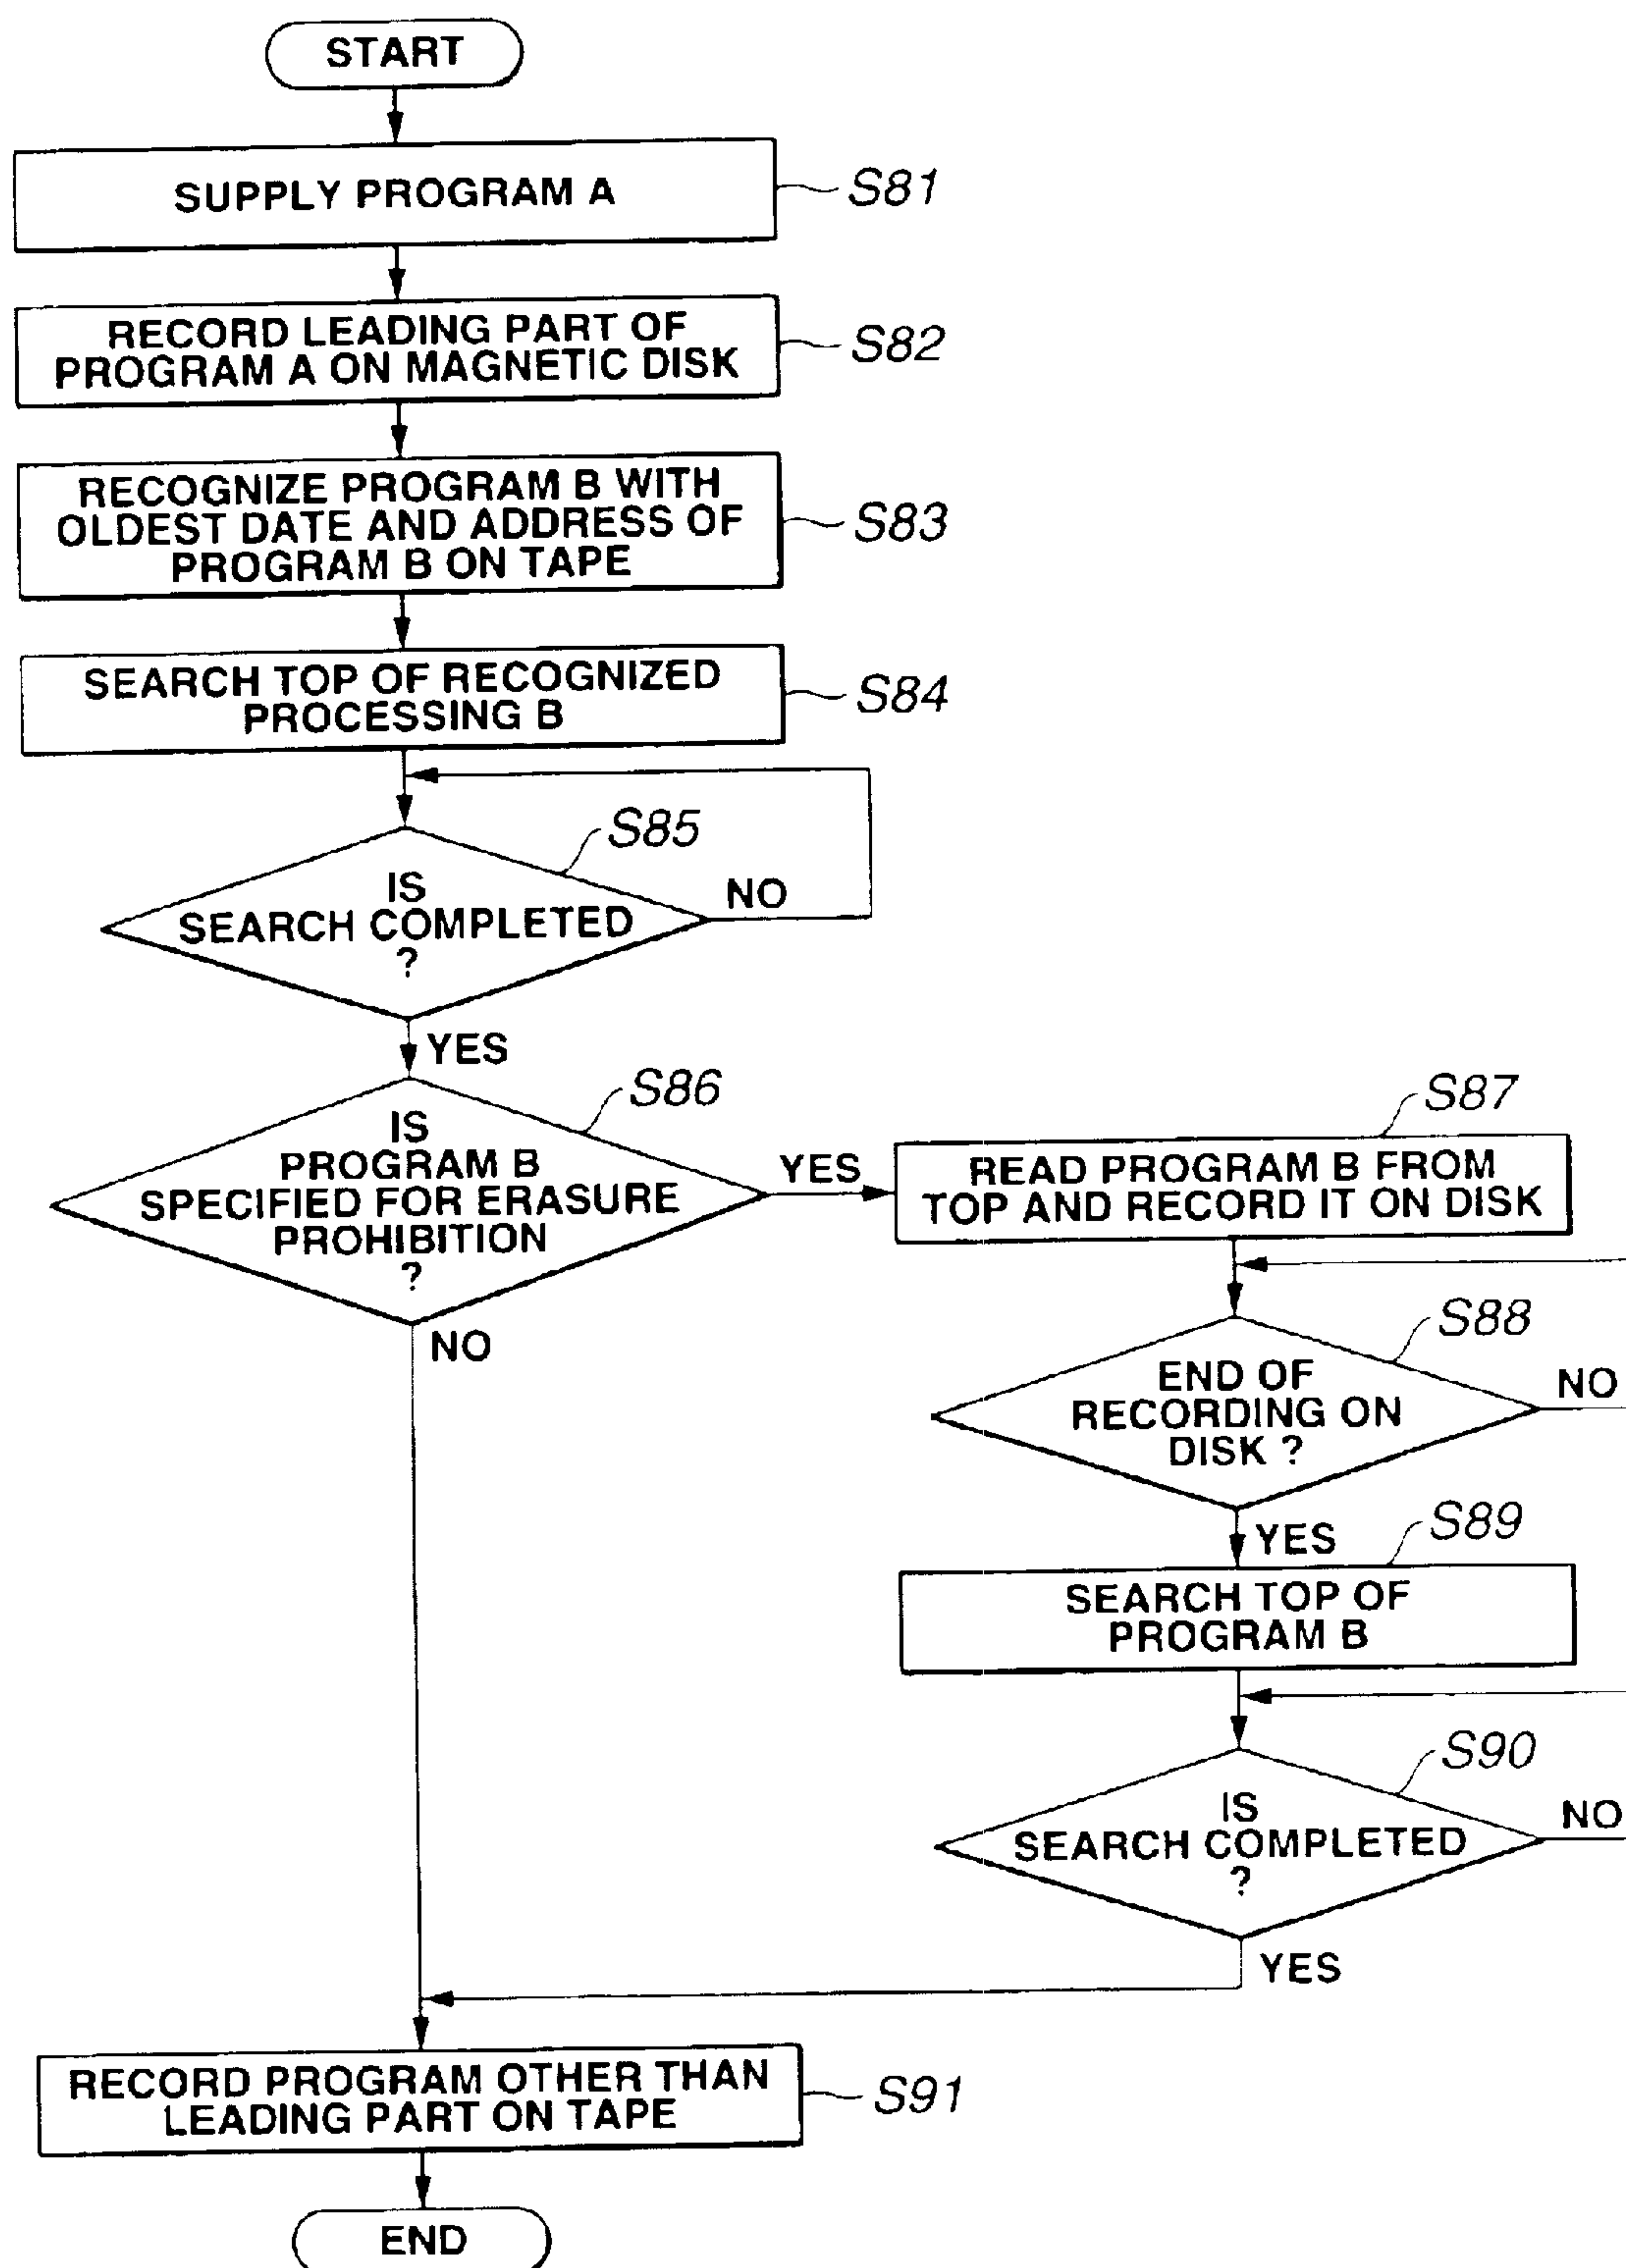 START
SUPPLY PROGRAM A
S81
RECORD LEADING PART OF
PROGRAM A ON MAGNETIC DISK
S82
RECOGNIZE PROGRAM B WITH
OLDEST DATE AND ADDRESS OF
PROGRAM B ON TAPE
S83
SEARCH TOP OF RECOGNIZED
PROCESSING B
S84
S85
IS
SEARCH COMPLETED
?
NO
YES
S86
IS
PROGRAM B
SPECIFIED FOR ERASURE
PROHIBITION
?
YES
NO
S87
READ PROGRAM B FROM
TOP AND RECORD IT ON DISK
S88
END OF
RECORDING ON
DISK ?
NO
YES
S89
SEARCH TOP OF
PROGRAM B
S90
IS
SEARCH COMPLETED
?
NO
YES
RECORD PROGRAM OTHER THAN
LEADING PART ON TAPE
S91
END